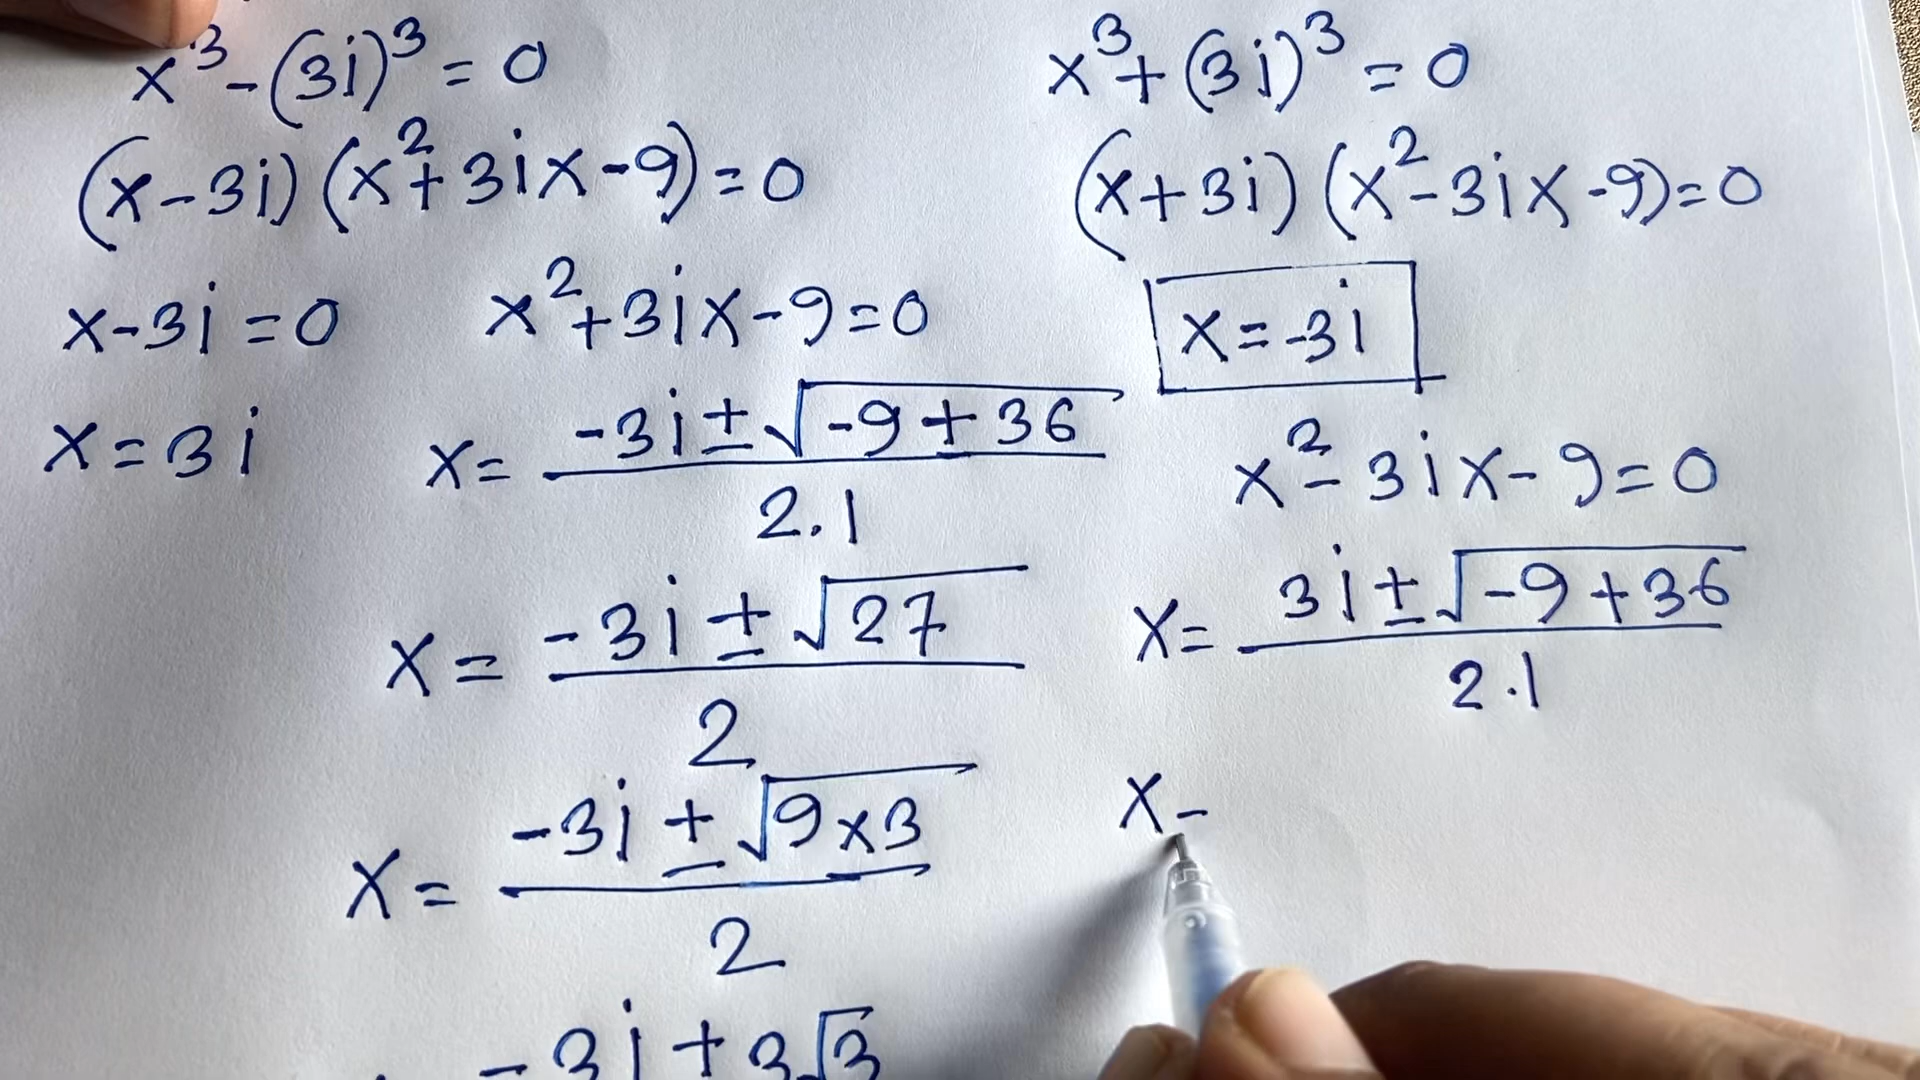 x³ - (3i)³ = 0
(x - 3i) (x² + 3ix - 9) = 0
x - 3i = 0
x = 3i
x² + 3ix - 9 = 0
x = (-3i ± √(-9 + 36)) / 2.1
x = (-3i ± √27) / 2
x = (-3i ± √(9 × 3)) / 2
-3i + 3√3
x³ + (3i)³ = 0
(x + 3i) (x² - 3ix - 9) = 0
x = -3i
x² - 3ix - 9 = 0
x = (3i ± √(-9 + 36)) / 2.1
x -